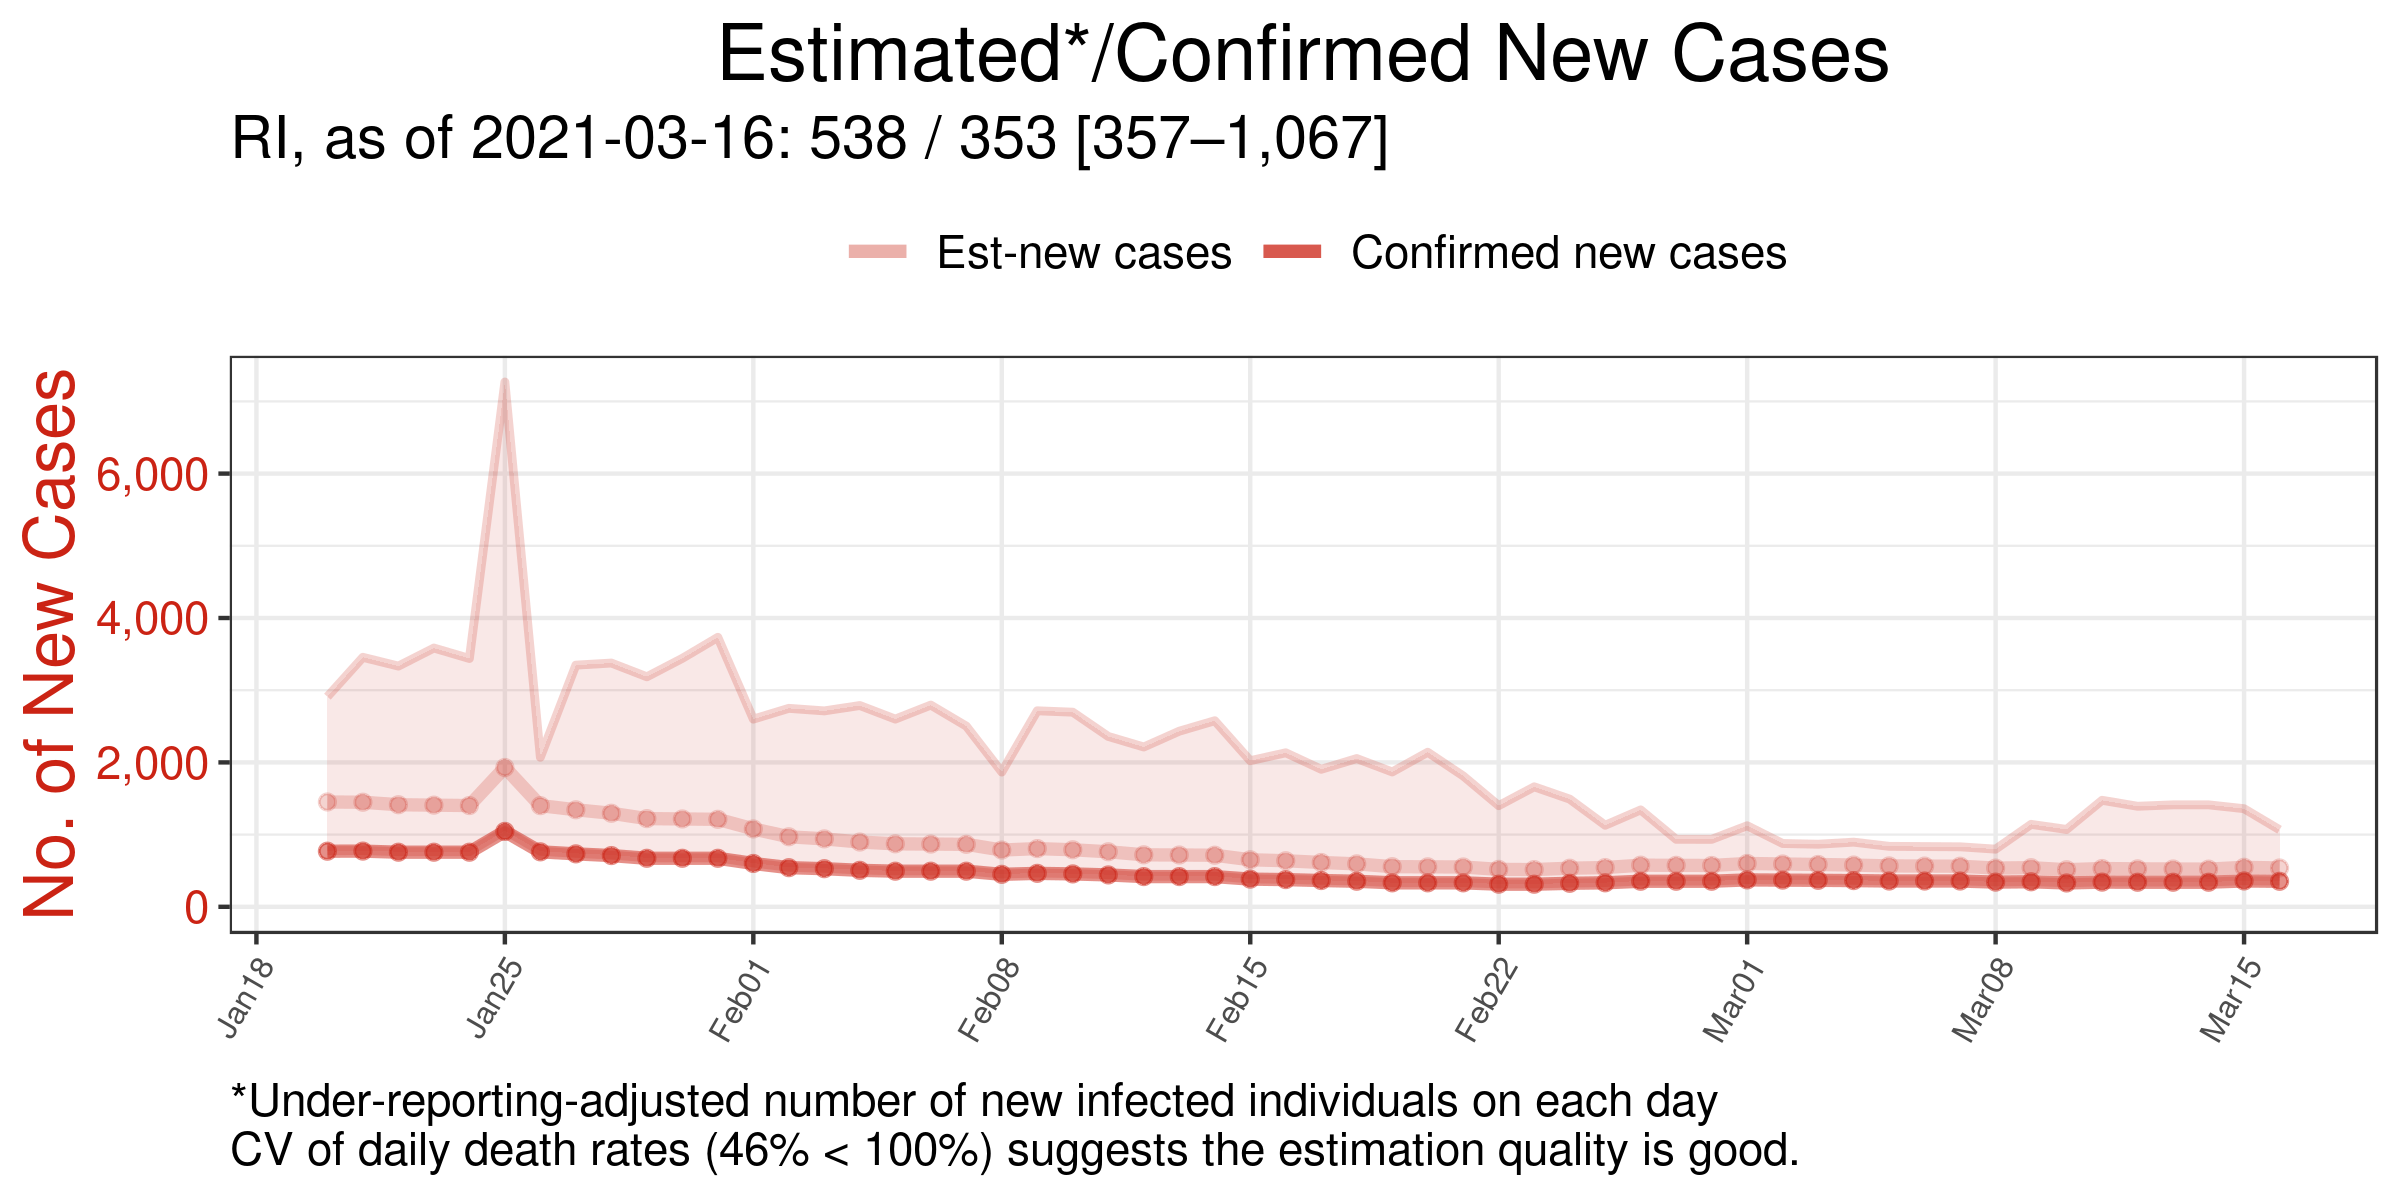 Estimated*/Confirmed New Cases
RI, as of 2021-03-16: 538 / 353 [357–1,067]
Est-new cases
Confirmed new cases
No. of New Cases
6,000
4,000
2,000
0
Jan18
Jan25
Feb01
Feb08
Feb15
Feb22
Mar01
Mar08
Mar15
*Under-reporting-adjusted number of new infected individuals on each day
CV of daily death rates (46% < 100%) suggests the estimation quality is good.